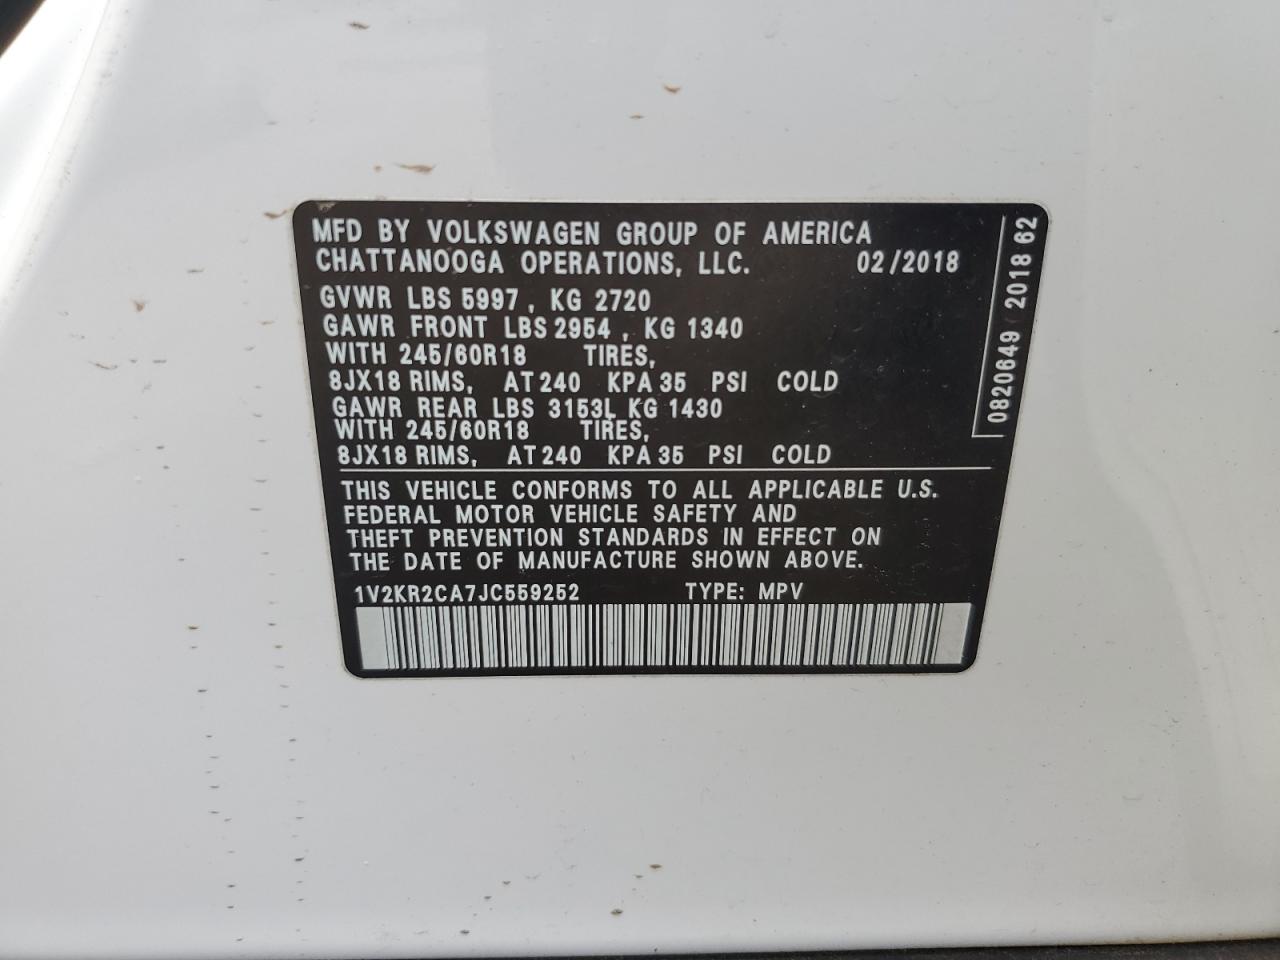 MFD BY VOLKSWAGEN GROUP OF AMERICA
CHATTANOOGA OPERATIONS, LLC. 02/2018
GVWR LBS 5997, KG 2720
GAWR FRONT LBS 2954, KG 1340
WITH 245/60R18 TIRES,
8JX18 RIMS, AT 240 KPA 35 PSI COLD
GAWR REAR LBS 3153L KG 1430
WITH 245/60R18 TIRES,
8JX18 RIMS, AT 240 KPA 35 PSI COLD
THIS VEHICLE CONFORMS TO ALL APPLICABLE U.S.
FEDERAL MOTOR VEHICLE SAFETY AND
THEFT PREVENTION STANDARDS IN EFFECT ON
THE DATE OF MANUFACTURE SHOWN ABOVE.
1V2KR2CA7JC559252 TYPE: MPV
0820649 / 2018 62